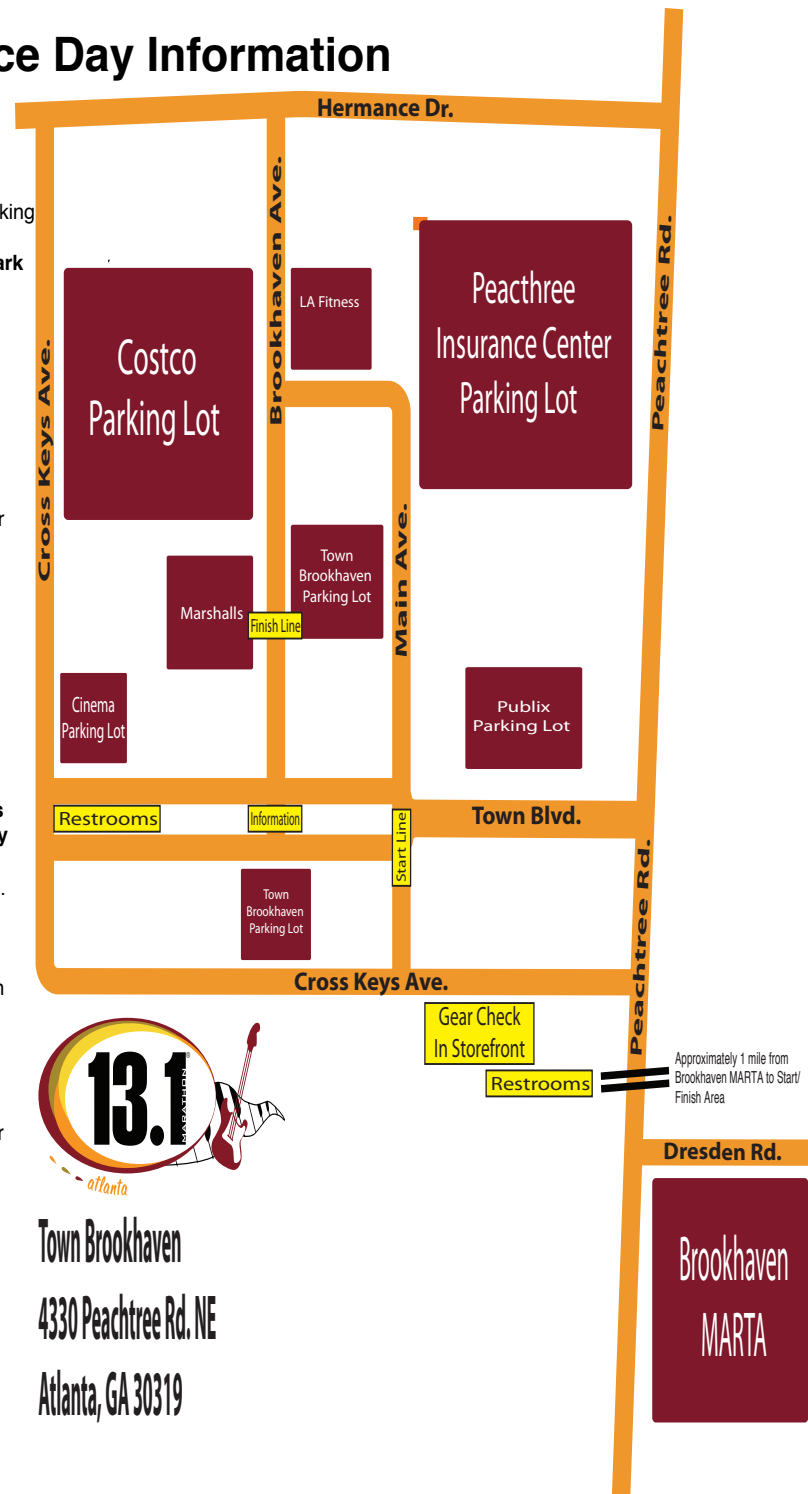 ce Day Information
Hermance Dr.
king
ark
Brookhaven Ave.
Peachtree Rd.
LA Fitness
Peacthree
Insurance Center
Parking Lot
Costco
Parking Lot
Cross Keys Ave.
r
Town
Brookhaven
Parking Lot
Main Ave.
Marshalls
Finish Line
Cinema
Parking Lot
Publix
Parking Lot
s
y
Restrooms
Information
Start Line
Town Blvd.
.
Town
Brookhaven
Parking Lot
Peachtree Rd.
n
Cross Keys Ave.
Gear Check
In Storefront
Restrooms
Approximately 1 mile from
Brookhaven MARTA to Start/
Finish Area
13.1®
MARATHON
atlanta
r
Dresden Rd.
Brookhaven
MARTA
Town Brookhaven
4330 Peachtree Rd. NE
Atlanta, GA 30319